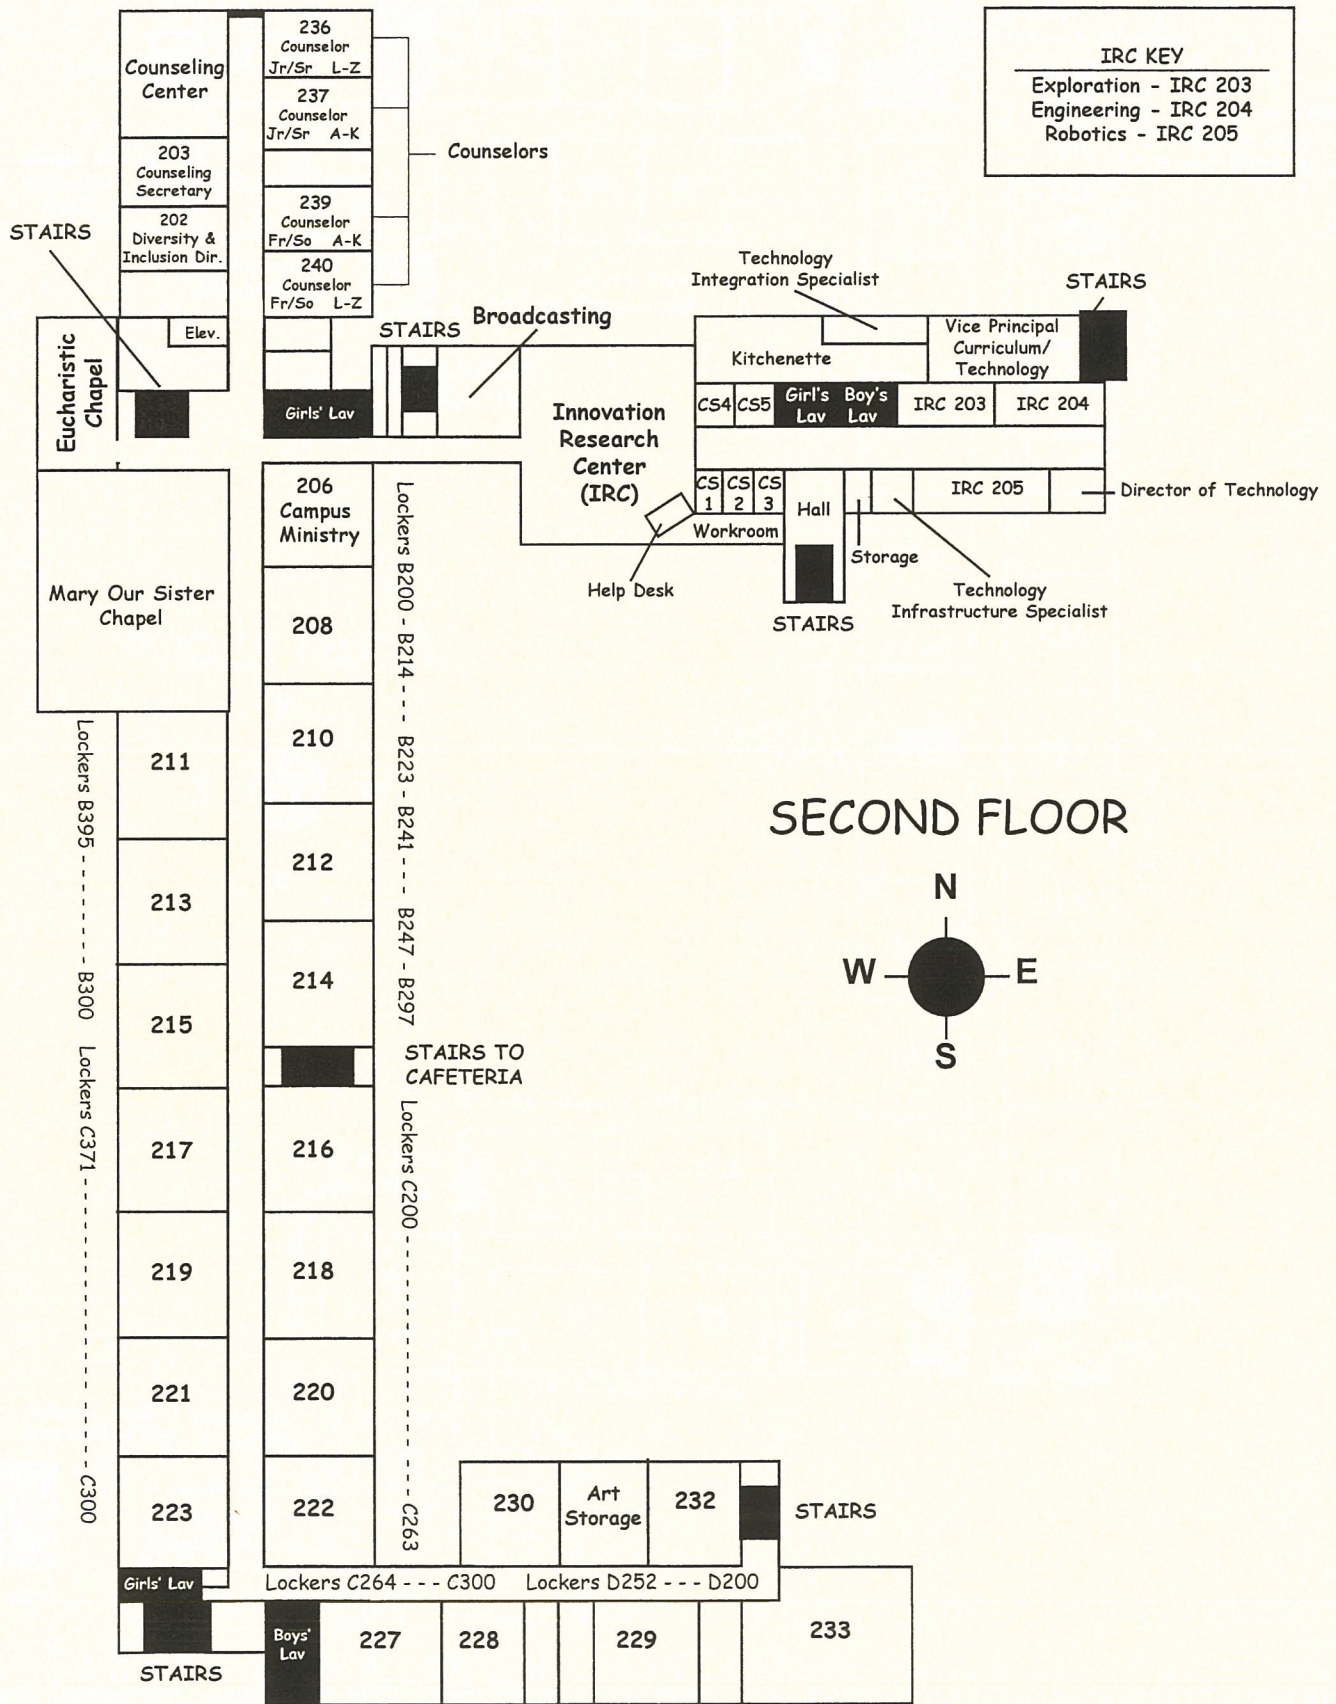 236
Counselor
Jr/Sr L-Z
237
Counselor
Jr/Sr A-K
239
Counselor
Fr/So A-K
240
Counselor
Fr/So L-Z
Counselors
Counseling
Center
203
Counseling
Secretary
202
Diversity &
Inclusion Dir.
STAIRS
IRC KEY
Exploration - IRC 203
Engineering - IRC 204
Robotics - IRC 205
Elev.
Eucharistic
Chapel
Girls' Lav
STAIRS
Broadcasting
Innovation
Research
Center
(IRC)
Technology
Integration Specialist
STAIRS
Kitchenette
Vice Principal
Curriculum/
Technology
CS4
CS5
Girl's
Lav
Boy's
Lav
IRC 203
IRC 204
CS
1
CS
2
CS
3
Hall
IRC 205
Director of Technology
Workroom
Storage
Help Desk
Technology
Infrastructure Specialist
STAIRS
206
Campus
Ministry
Mary Our Sister
Chapel
208
210
212
214
Lockers B200 - B214 - - - B223 - B241 - - - B247 - B297
211
213
215
217
219
221
223
Lockers B395 - - - - - - - B300
Lockers C371 - - - - - - - - - - - - - - - - - - C300
STAIRS TO
CAFETERIA
216
218
220
222
Lockers C200 - - - - - - - - - - - - - - - - - C263
SECOND FLOOR
N
W
E
S
230
Art
Storage
232
STAIRS
Girls' Lav
Lockers C264 - - - C300 Lockers D252 - - - D200
STAIRS
Boys'
Lav
227
228
229
233